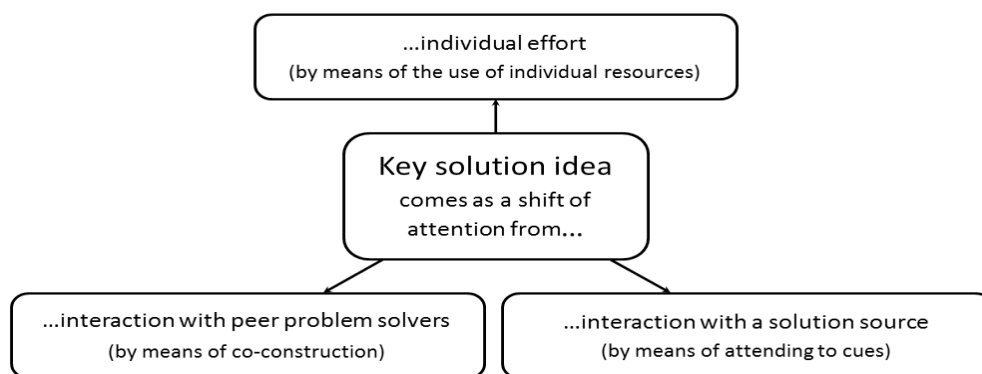 ...individual effort
(by means of the use of individual resources)
Key solution idea
comes as a shift of
attention from...
...interaction with peer problem solvers
(by means of co-construction)
...interaction with a solution source
(by means of attending to cues)